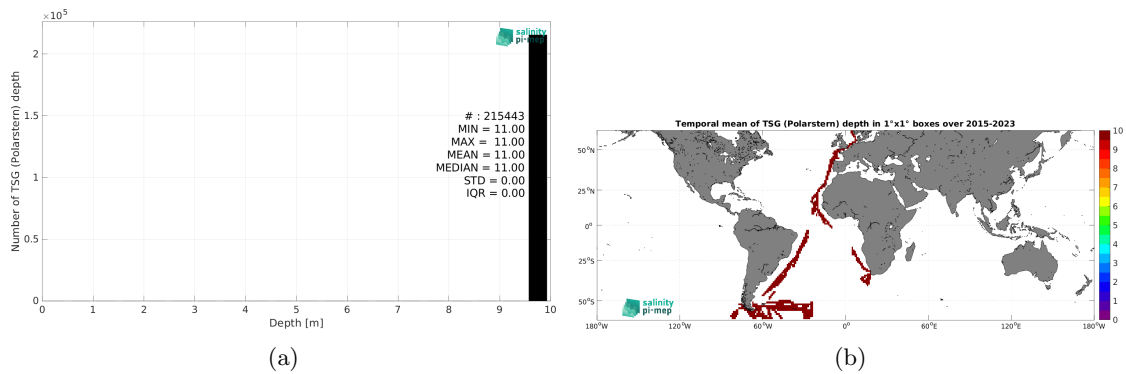 ×10⁵
2
1.5
1
0.5
0
Number of TSG (Polarstern) depth
salinity
pi-mep
# : 215443
MIN = 11.00
MAX = 11.00
MEAN = 11.00
MEDIAN = 11.00
STD = 0.00
IQR = 0.00
0 1 2 3 4 5 6 7 8 9 10
Depth [m]
(a)
Temporal mean of TSG (Polarstern) depth in 1°x1° boxes over 2015-2023
50°N
25°N
0°
25°S
50°S
salinity
pi-mep
180°W 120°W 60°W 0° 60°E 120°E 180°W
10
9
8
7
6
5
4
3
2
1
0
(b)